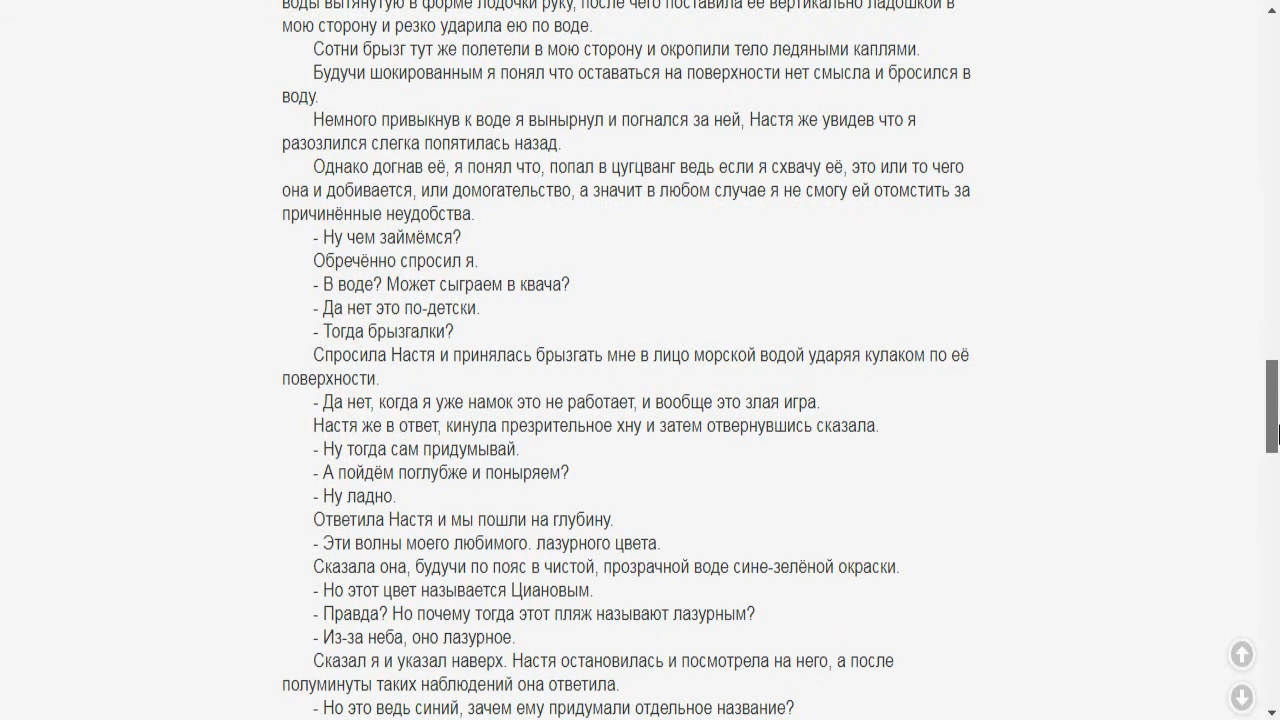 воды вытянутую в форме лодочки руку, после чего поставила её вертикально ладошкой в
мою сторону и резко ударила ею по воде.
Сотни брызг тут же полетели в мою сторону и окропили тело ледяными каплями.
Будучи шокированным я понял что оставаться на поверхности нет смысла и бросился в
воду.
Немного привыкнув к воде я вынырнул и погнался за ней, Настя же увидев что я
разозлился слегка попятилась назад.
Однако догнав её, я понял что, попал в цугцванг ведь если я схвачу её, это или то чего
она и добивается, или домогательство, а значит в любом случае я не смогу ей отомстить за
причинённые неудобства.
- Ну чем займёмся?
Обречённо спросил я.
- В воде? Может сыграем в квача?
- Да нет это по-детски.
- Тогда брызгалки?
Спросила Настя и принялась брызгать мне в лицо морской водой ударяя кулаком по её
поверхности.
- Да нет, когда я уже намок это не работает, и вообще это злая игра.
Настя же в ответ, кинула презрительное хну и затем отвернувшись сказала.
- Ну тогда сам придумывай.
- А пойдём поглубже и поныряем?
- Ну ладно.
Ответила Настя и мы пошли на глубину.
- Эти волны моего любимого. лазурного цвета.
Сказала она, будучи по пояс в чистой, прозрачной воде сине-зелёной окраски.
- Но этот цвет называется Циановым.
- Правда? Но почему тогда этот пляж называют лазурным?
- Из-за неба, оно лазурное.
Сказал я и указал наверх. Настя остановилась и посмотрела на него, а после
полуминуты таких наблюдений она ответила.
- Но это ведь синий, зачем ему придумали отдельное название?